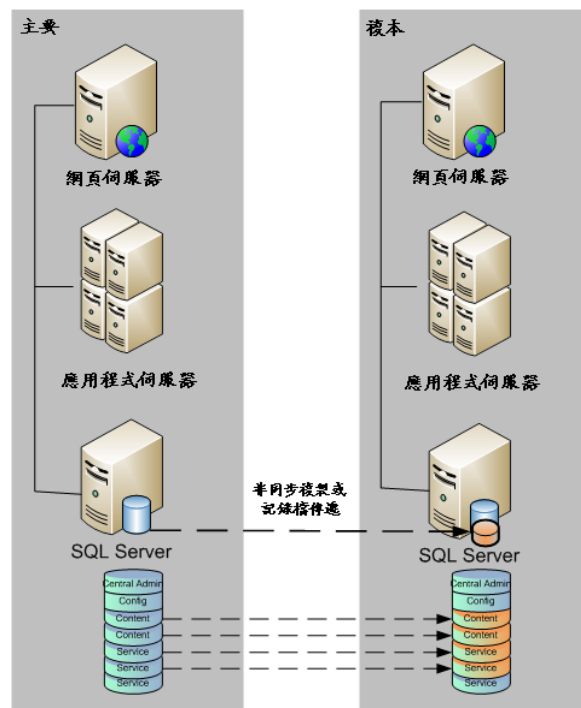 主要
複本
網頁伺服器
網頁伺服器
應用程式伺服器
應用程式伺服器
非同步複製或
記錄檔傳遞
SQL Server
SQL Server
Central Admin
Config
Content
Content
Service
Service
Service
Central Admin
Config
Content
Content
Service
Service
Service